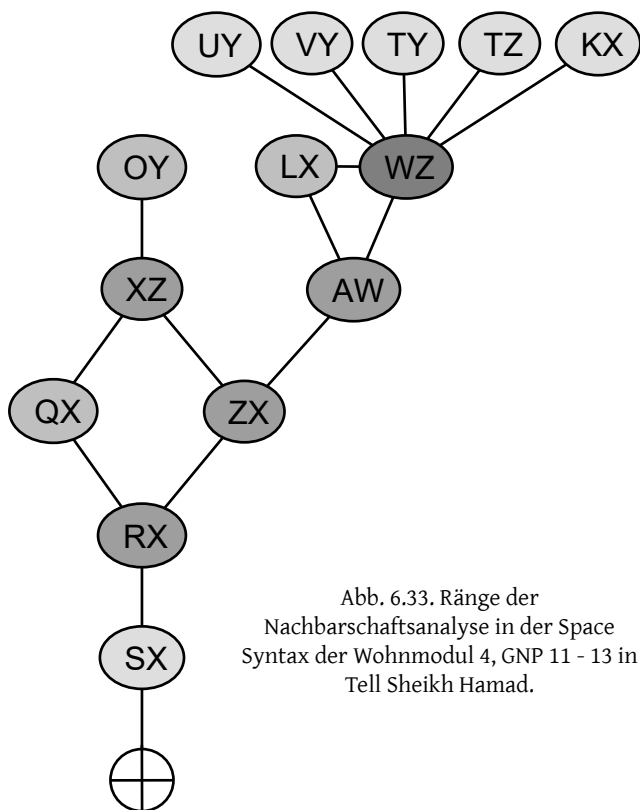 UY VY TY TZ KX
OY LX WZ
XZ AW
QX ZX
RX
SX
Abb. 6.33. Ränge der
Nachbarschaftsanalyse in der Space
Syntax der Wohnmodul 4, GNP 11 - 13 in
Tell Sheikh Hamad.